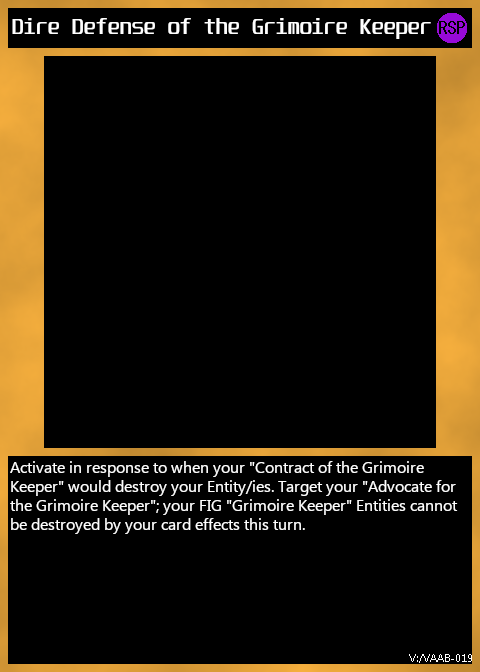 Dire Defense of the Grimoire Keeper RSP
Activate in response to when your "Contract of the Grimoire
Keeper" would destroy your Entity/ies. Target your "Advocate for
the Grimoire Keeper"; your FIG "Grimoire Keeper" Entities cannot
be destroyed by your card effects this turn.
V:/VAAB-019